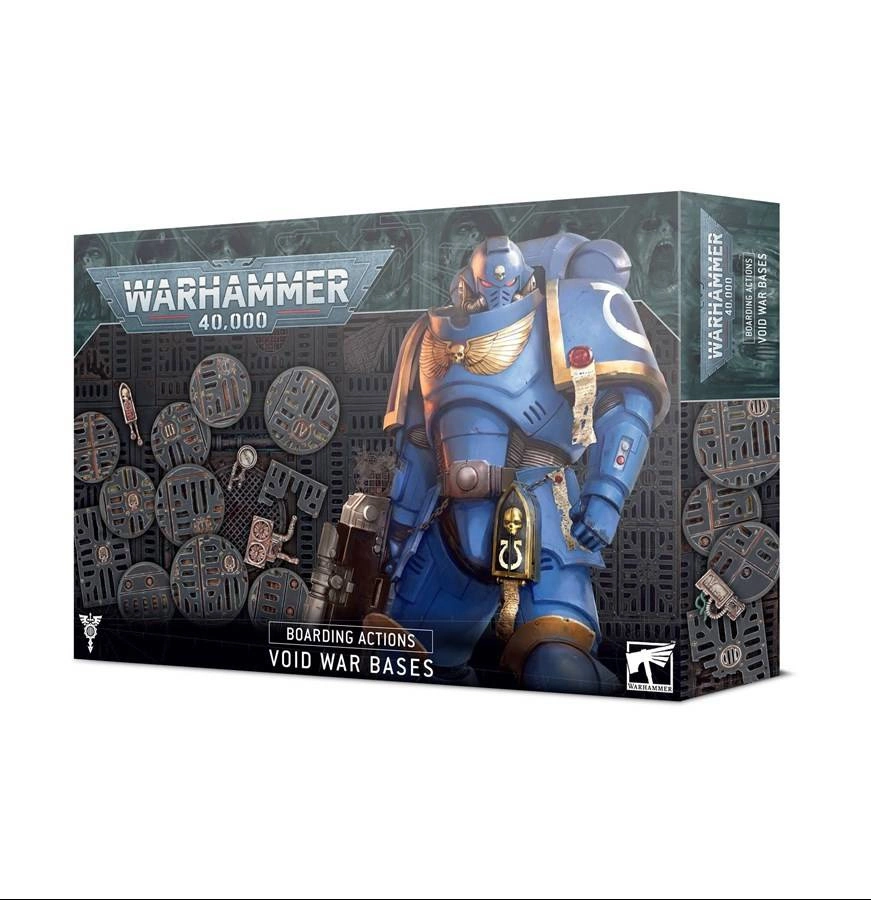 WARHAMMER
40,000
BOARDING ACTIONS
VOID WAR BASES
WARHAMMER
WARHAMMER
40,000
BOARDING ACTIONS
VOID WAR BASES